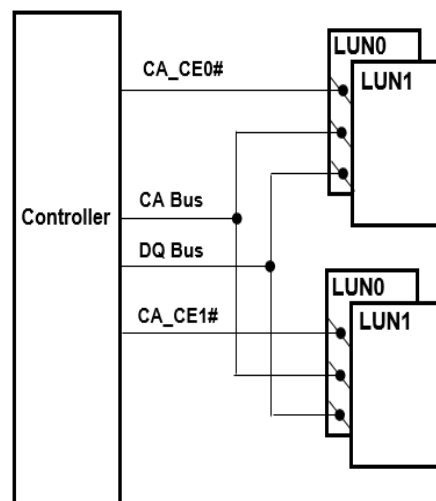 LUN0
CA_CE0#
LUN1
CA Bus
Controller
DQ Bus
LUN0
CA_CE1#
LUN1